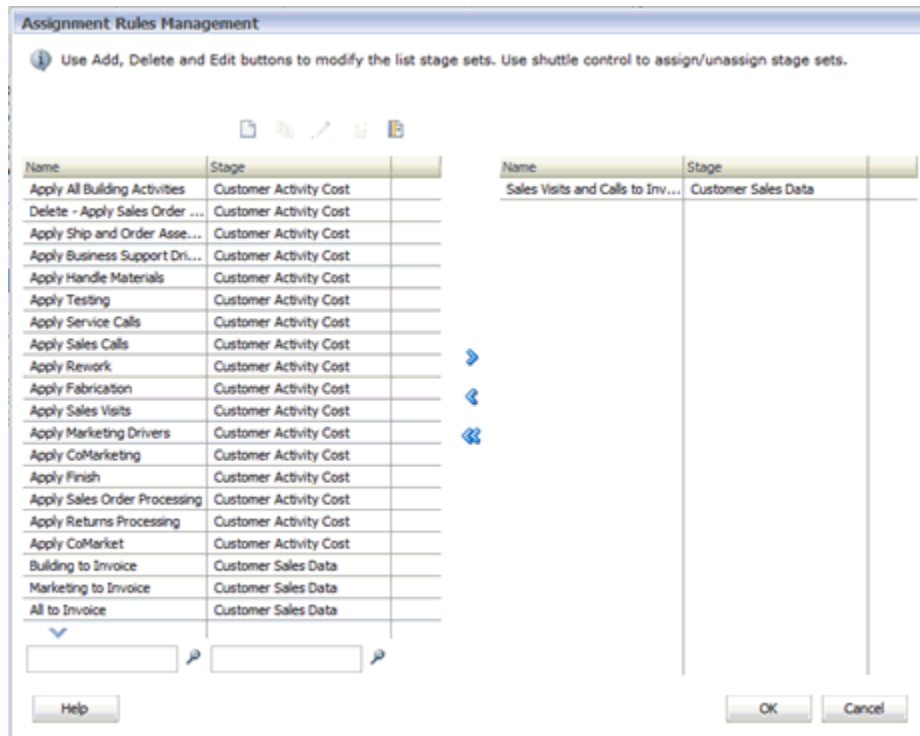 Assignment Rules Management
Use Add, Delete and Edit buttons to modify the list stage sets. Use shuttle control to assign/unassign stage sets.
Name Stage
Apply All Building Activities Customer Activity Cost
Delete - Apply Sales Order ... Customer Activity Cost
Apply Ship and Order Asse... Customer Activity Cost
Apply Business Support Dri... Customer Activity Cost
Apply Handle Materials Customer Activity Cost
Apply Testing Customer Activity Cost
Apply Service Calls Customer Activity Cost
Apply Sales Calls Customer Activity Cost
Apply Rework Customer Activity Cost
Apply Fabrication Customer Activity Cost
Apply Sales Visits Customer Activity Cost
Apply Marketing Drivers Customer Activity Cost
Apply CoMarketing Customer Activity Cost
Apply Finish Customer Activity Cost
Apply Sales Order Processing Customer Activity Cost
Apply Returns Processing Customer Activity Cost
Apply CoMarket Customer Activity Cost
Building to Invoice Customer Sales Data
Marketing to Invoice Customer Sales Data
All to Invoice Customer Sales Data
Name Stage
Sales Visits and Calls to Inv... Customer Sales Data
Help OK Cancel